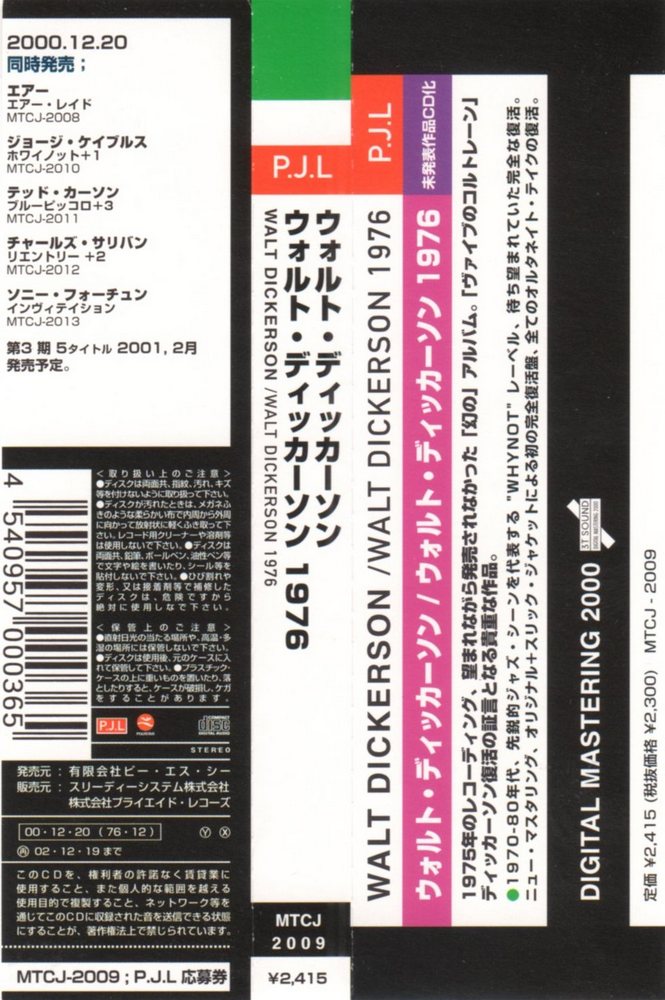 2000.12.20
同時発売；
エアー
エアー・レイド
MTCJ-2008
ジョージ・ケイブルス
ホワイノット+1
MTCJ-2010
テッド・カーソン
ブルーピッコロ+3
MTCJ-2011
チャールズ・サリバン
リエントリー +2
MTCJ-2012
ソニー・フォーチュン
インヴィテイション
MTCJ-2013
第3 期 5タイトル 2001, 2月
発売予定。
4 540957 000365
＜取り扱い上のご注意＞
●ディスクは両面共、指紋、汚れ、キズ
等を付けないように取り扱って下さい。
●ディスクが汚れたときは、メガネふ
きのような柔らかい布で内周から外周
に向かって放射状に軽くふき取って下
さい。レコード用クリーナーや溶剤等
は使用しないで下さい。●ディスクは
両面共、鉛筆、ボールペン、油性ペン等
で文字や絵を書いたり、シール等を
貼付しないで下さい。●ひび割れや
変形、又は接着剤等で補修した
ディスクは、危険ですから
絶対に使用しなで下さい。
＜保管上のご注意＞
●直射日光の当たる場所や、高温・多
湿の場所には保管しないで下さい。
●ディスクは使用後、元のケースに入
れて保管して下さい。●プラスチック・
ケースの上に重いものを置いたり、落
としたりすると、ケースが破損し、ケガ
をすることがあります。
P.J.L
COMPACT
disc
DIGITAL AUDIO
STEREO
発売元：有限会社ピー・エス・シー
販売元：スリーディーシステム株式会社
株式会社プライエイド・レコーズ
00・12・20 (76・12) Ⓨ Ⓧ
㋐02・12・19まで
このＣＤを、権利者の許諾なく賃貸業に
使用すること、また個人的な範囲を越える
使用目的で複製すること、ネットワーク等を
通じてこのＣＤに収録された音を送信できる状態
にすることが、著作権法上で禁じられています。
MTCJ-2009 ; P.J.L 応募券
P.J.L
ウォルト・ディッカーソン
ウォルト・ディッカーソン 1976
WALT DICKERSON /WALT DICKERSON 1976
MTCJ
2009
¥2,415
P.J.L
WALT DICKERSON /WALT DICKERSON 1976
未発表作品CD化
ウォルト・ディッカーソン / ウォルト・ディッカーソン 1976
1975年のレコーディング、望まれながら発売されなかった「幻の」アルバム。「ヴァイブのコルトレーン」
ディッカーソン復活の証言となる貴重な作品。
●1970-80年代、先鋭的ジャズ・シーンを代表する "WHYNOT" レーベル、待ち望まれていた完全な復活。
ニュー・マスタリング、オリジナル+スリック・ジャケットによる初の完全復活盤、全てのオルタネイト・テイクの復活。
DIGITAL MASTERING 2000
3T SOUND
DIGITAL MASTERING 2000
定価 ¥2,415 (税抜価格 ¥2,300) MTCJ - 2009